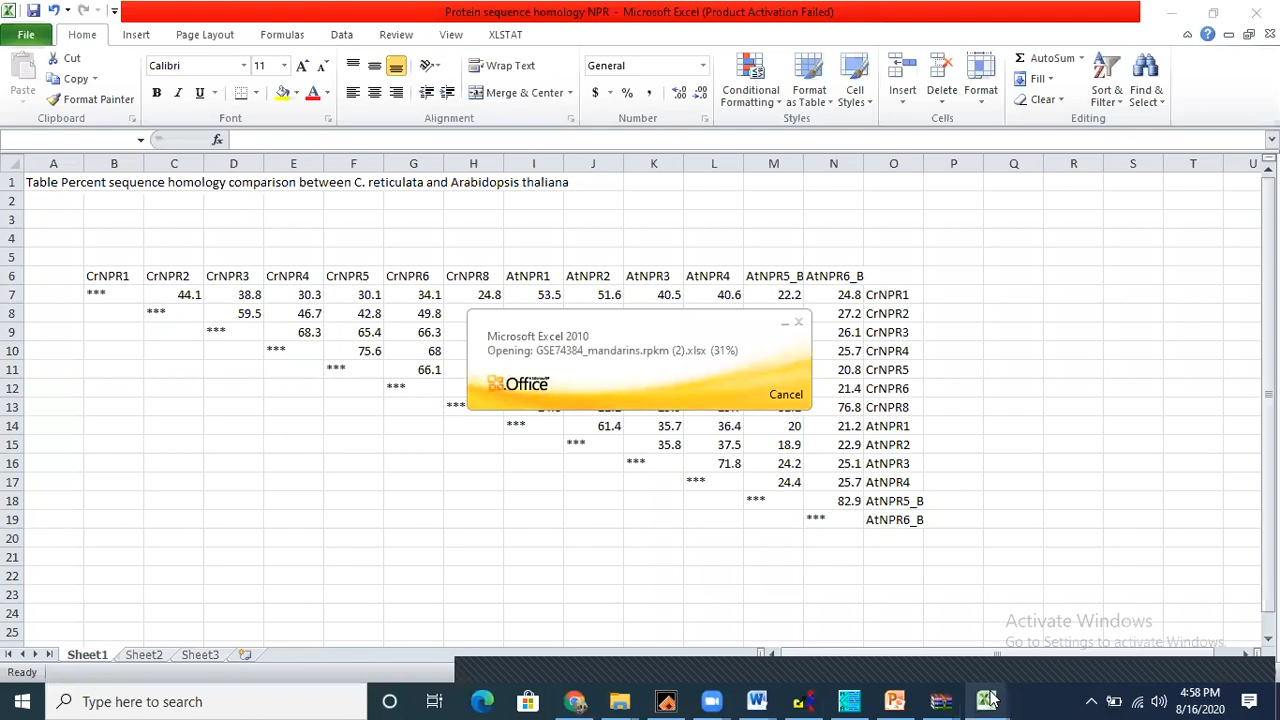 Protein sequence homology NPR - Microsoft Excel (Product Activation Failed)
File Home Insert Page Layout Formulas Data Review View XLSTAT
Paste
Cut
Copy
Format Painter
Clipboard
Calibri 11
B I U
Font
Wrap Text
Merge & Center
Alignment
General
$ % ,
Number
Conditional Formatting
Format as Table
Cell Styles
Styles
Insert Delete Format
Cells
Σ AutoSum
Fill
Clear
Sort & Filter
Find & Select
Editing
fx
A B C D E F G H I J K L M N O P Q R S T U
1 Table Percent sequence homology comparison between C. reticulata and Arabidopsis thaliana
2
3
4
5
6 CrNPR1 CrNPR2 CrNPR3 CrNPR4 CrNPR5 CrNPR6 CrNPR8 AtNPR1 AtNPR2 AtNPR3 AtNPR4 AtNPR5_B AtNPR6_B
7 *** 44.1 38.8 30.3 30.1 34.1 24.8 53.5 51.6 40.5 40.6 22.2 24.8 CrNPR1
8 *** 59.5 46.7 42.8 49.8 27.2 CrNPR2
9 *** 68.3 65.4 66.3 26.1 CrNPR3
10 *** 75.6 68 25.7 CrNPR4
11 *** 66.1 20.8 CrNPR5
12 *** 21.4 CrNPR6
13 *** 76.8 CrNPR8
14 *** 61.4 35.7 36.4 20 21.2 AtNPR1
15 *** 35.8 37.5 18.9 22.9 AtNPR2
16 *** 71.8 24.2 25.1 AtNPR3
17 *** 24.4 25.7 AtNPR4
18 *** 82.9 AtNPR5_B
19 *** AtNPR6_B
20
21
22
23
24
25
Microsoft Excel 2010
Opening: GSE74384_mandarins.rpkm (2).xlsx (31%)
Office
Cancel
Activate Windows
Go to Settings to activate Windows.
Sheet1 Sheet2 Sheet3
Ready
Type here to search
4:58 PM
8/16/2020